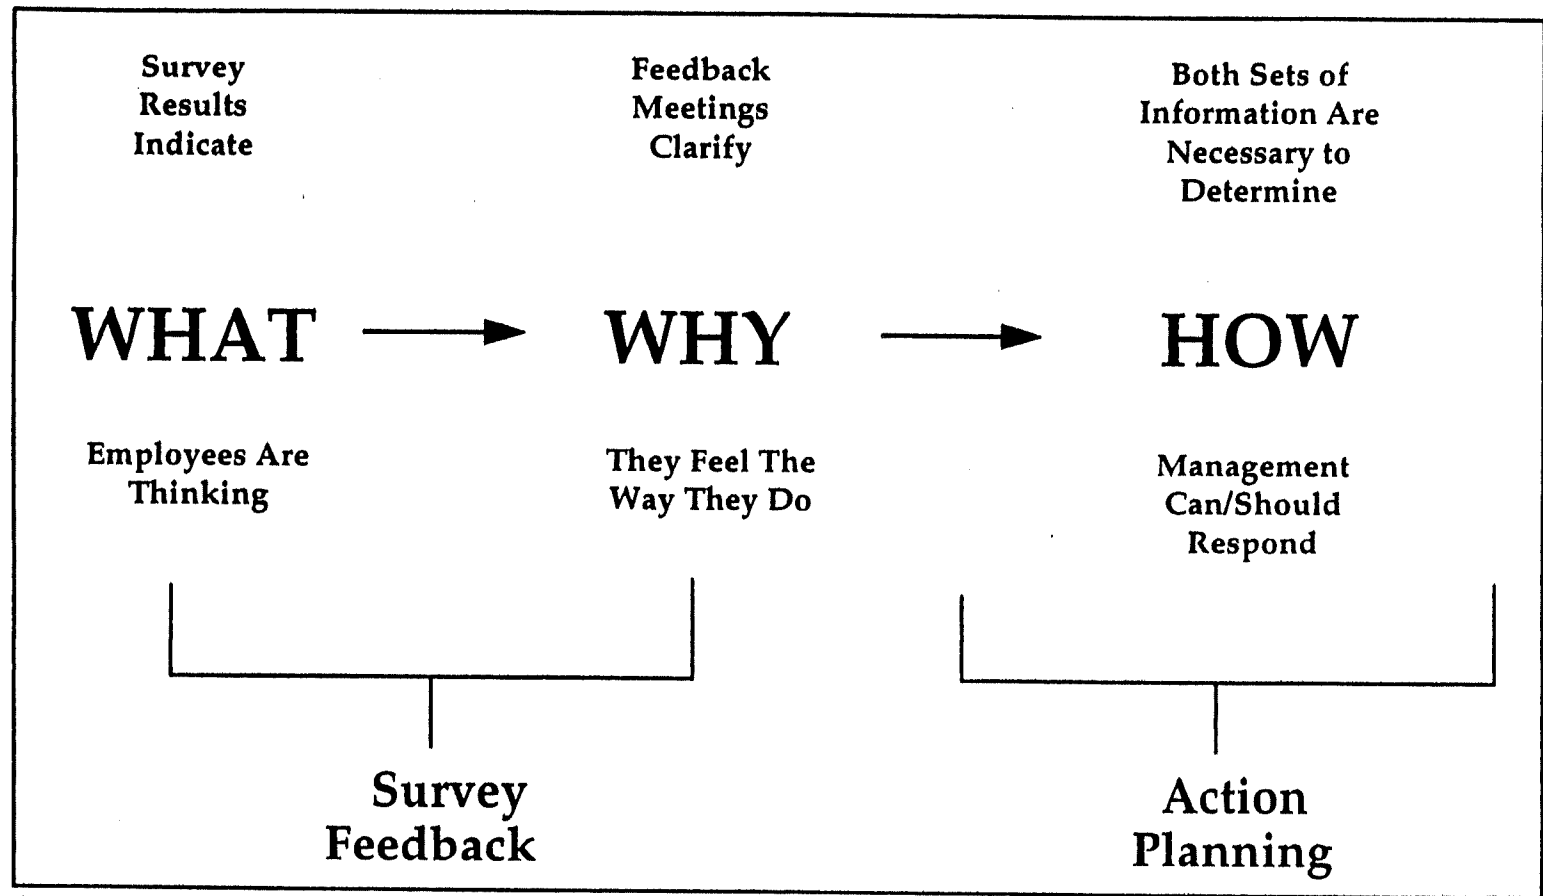 Survey
Results
Indicate
WHAT
Employees Are
Thinking
Feedback
Meetings
Clarify
WHY
They Feel The
Way They Do
Both Sets of
Information Are
Necessary to
Determine
HOW
Management
Can/Should
Respond
Survey
Feedback
Action
Planning